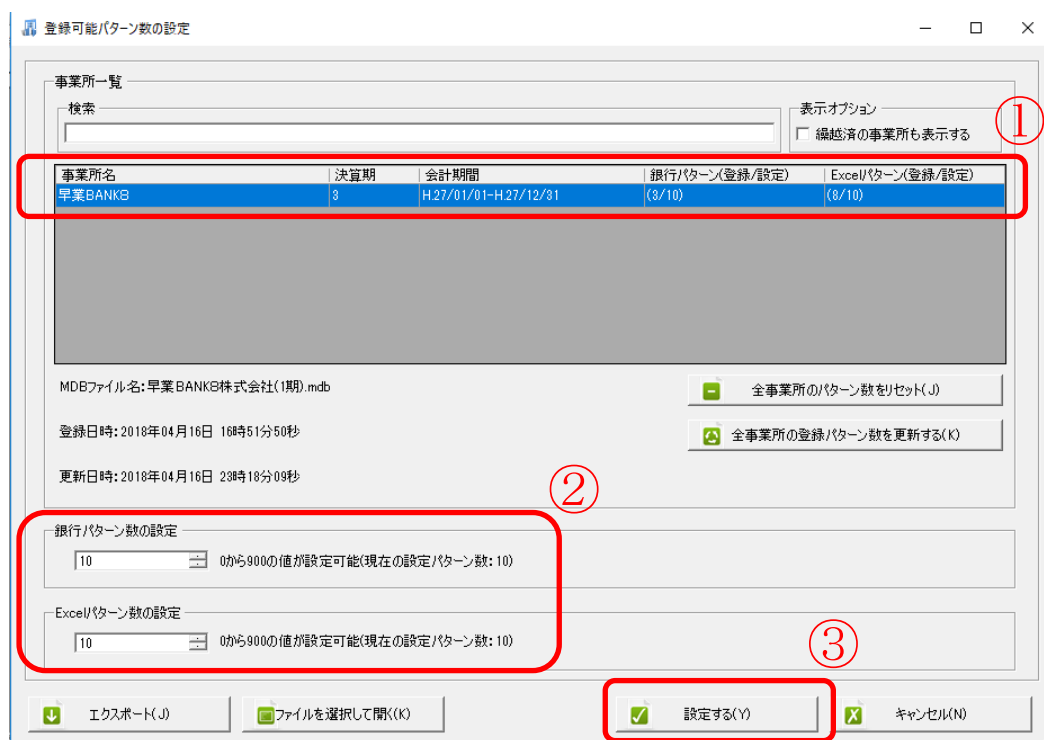 登録可能パターン数の設定
事業所一覧
検索
表示オプション
繰越済の事業所も表示する
①
事業所名 決算期 会計期間 銀行パターン(登録/設定) Excelパターン(登録/設定)
早業BANK8 3 H.27/01/01-H.27/12/31 (3/10) (8/10)
MDBファイル名:早業BANK8株式会社(1期).mdb
全事業所のパターン数をリセット(J)
登録日時:2018年04月16日 16時51分50秒
全事業所の登録パターン数を更新する(K)
更新日時:2018年04月16日 23時18分09秒
②
銀行パターン数の設定
10 0から900の値が設定可能(現在の設定パターン数:10)
Excelパターン数の設定
10 0から900の値が設定可能(現在の設定パターン数:10)
③
エクスポート(J) ファイルを選択して開く(K) 設定する(Y) キャンセル(N)